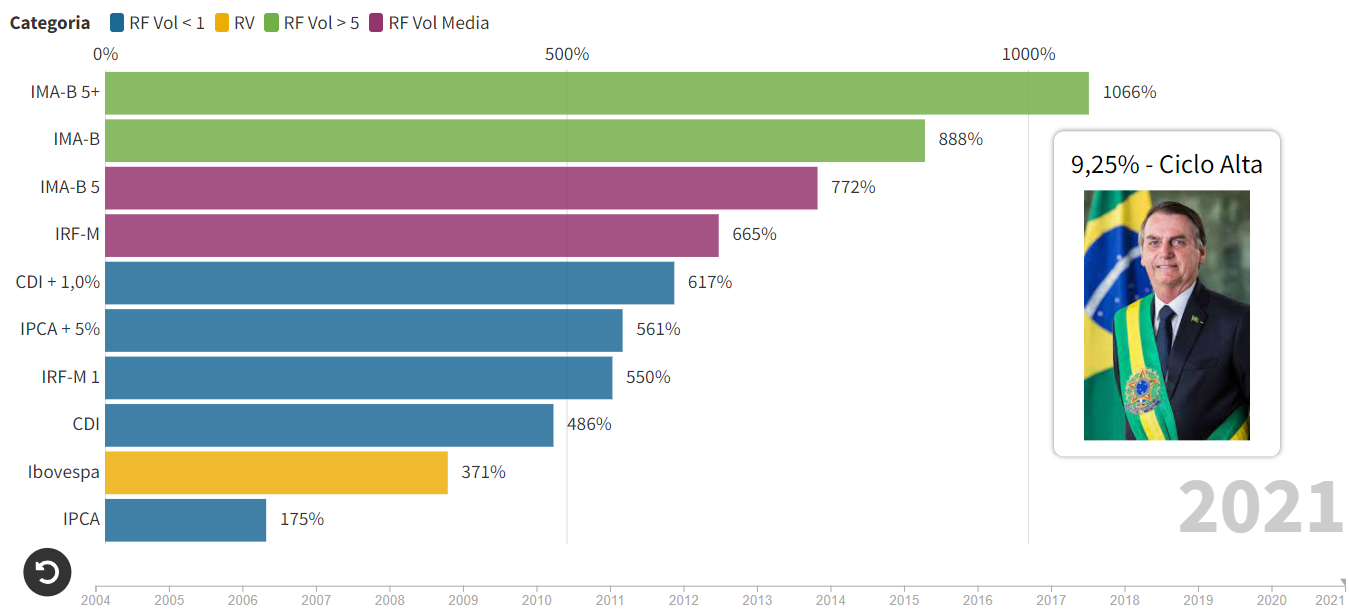 Categoria RF Vol < 1 RV RF Vol > 5 RF Vol Media
0% 500% 1000%
IMA-B 5+ 1066%
IMA-B 888%
9,25% - Ciclo Alta
IMA-B 5 772%
IRF-M 665%
CDI + 1,0% 617%
IPCA + 5% 561%
IRF-M 1 550%
CDI 486%
Ibovespa 371%
IPCA 175%
2021
2004 2005 2006 2007 2008 2009 2010 2011 2012 2013 2014 2015 2016 2017 2018 2019 2020 2021